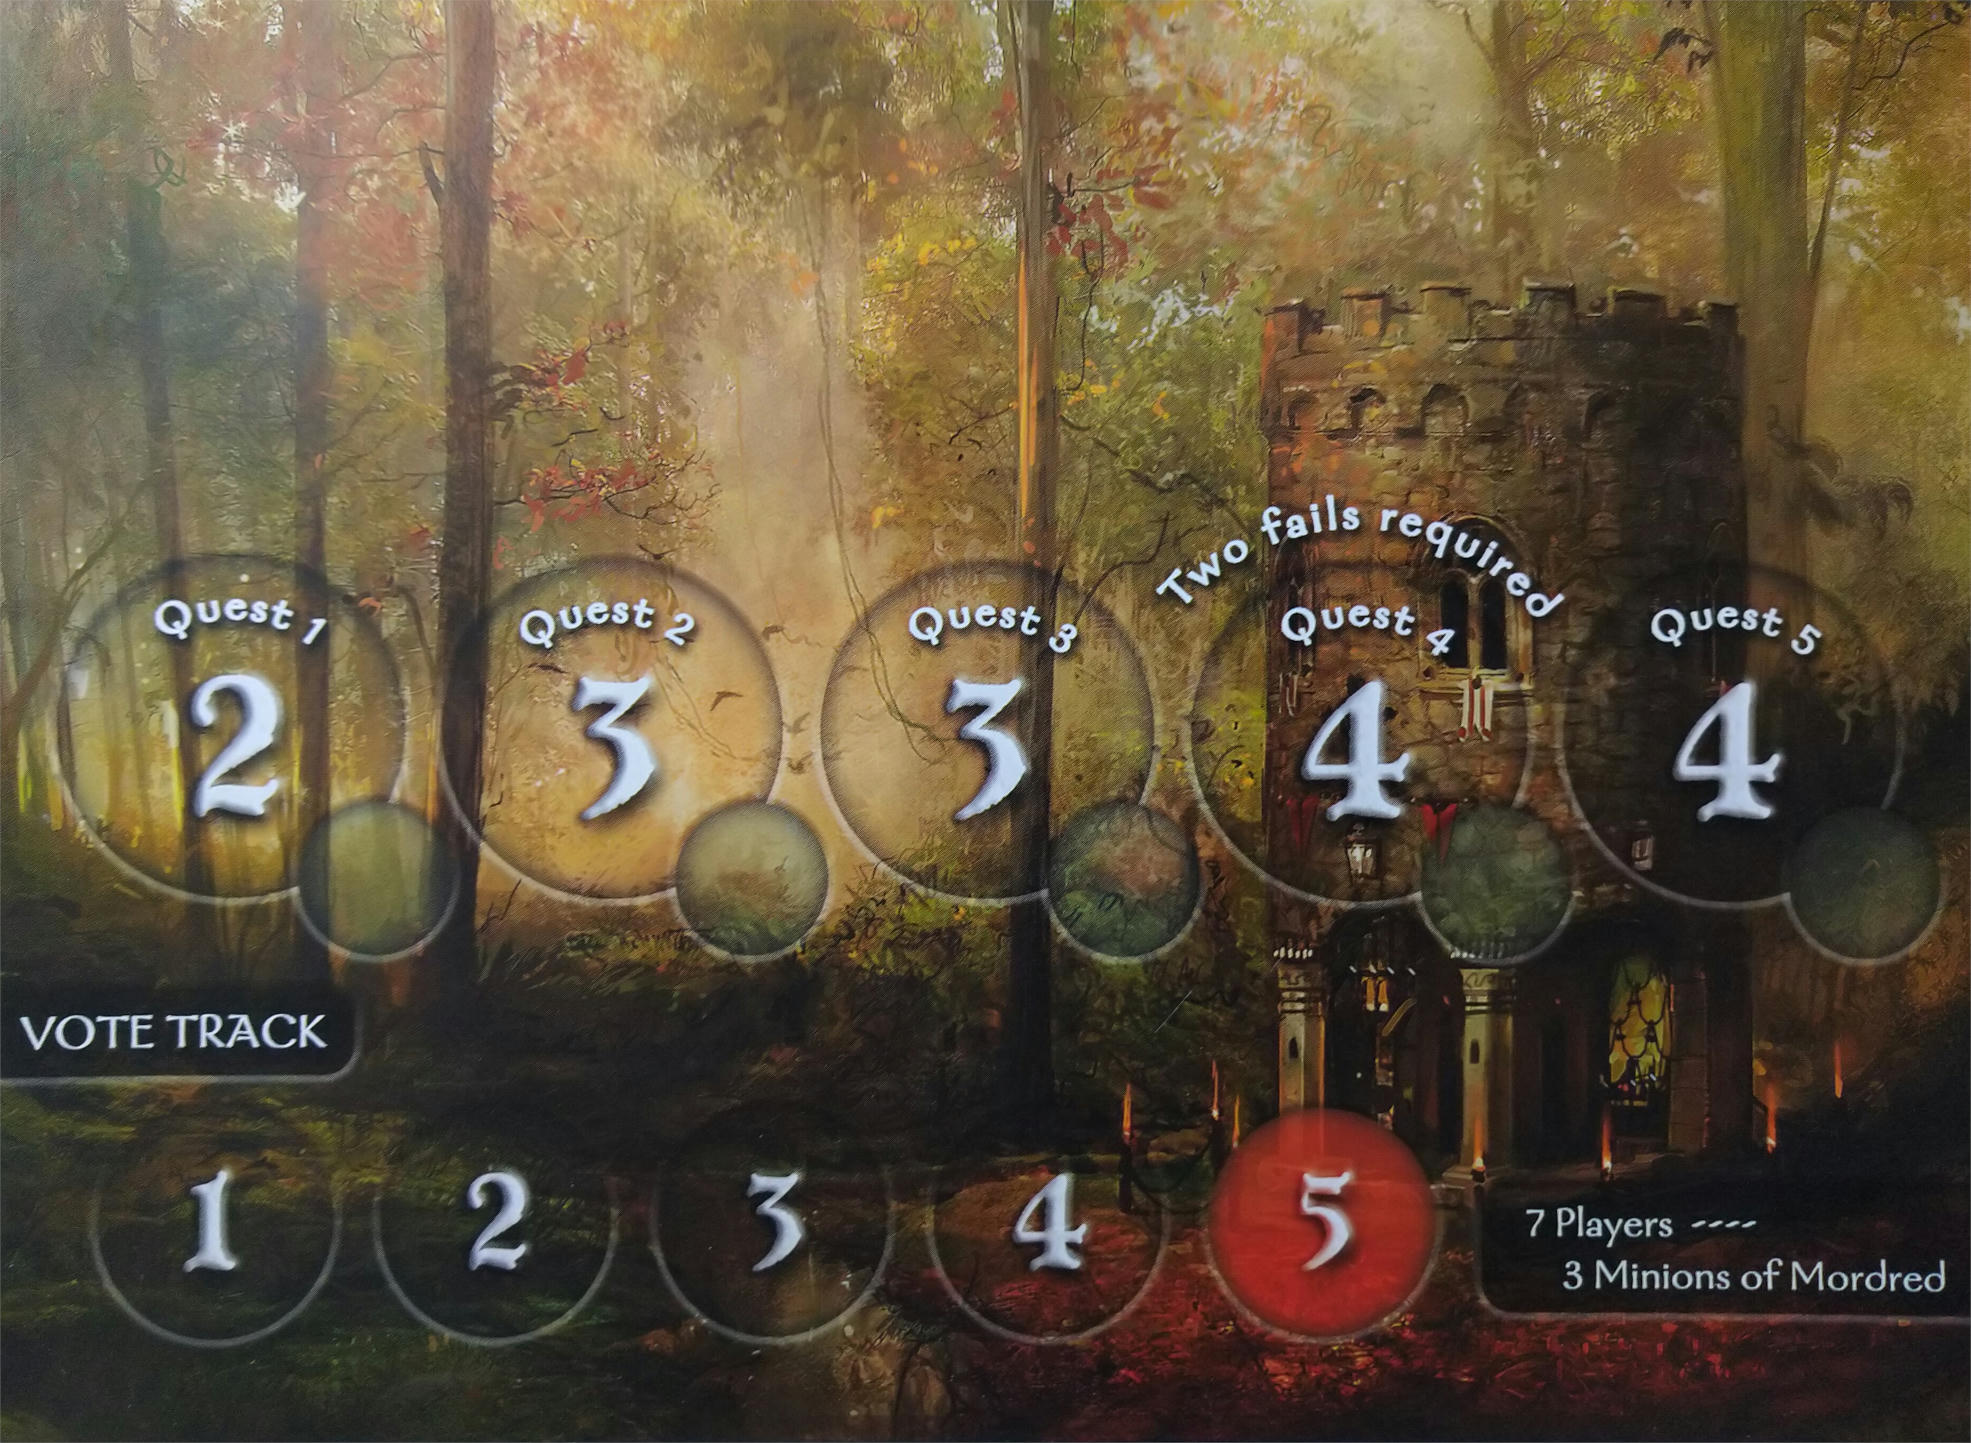 Two fails required
Quest 1 Quest 2 Quest 3 Quest 4 Quest 5
2 3 3 4 4
VOTE TRACK
1 2 3 4 5
7 Players ----
3 Minions of Mordred